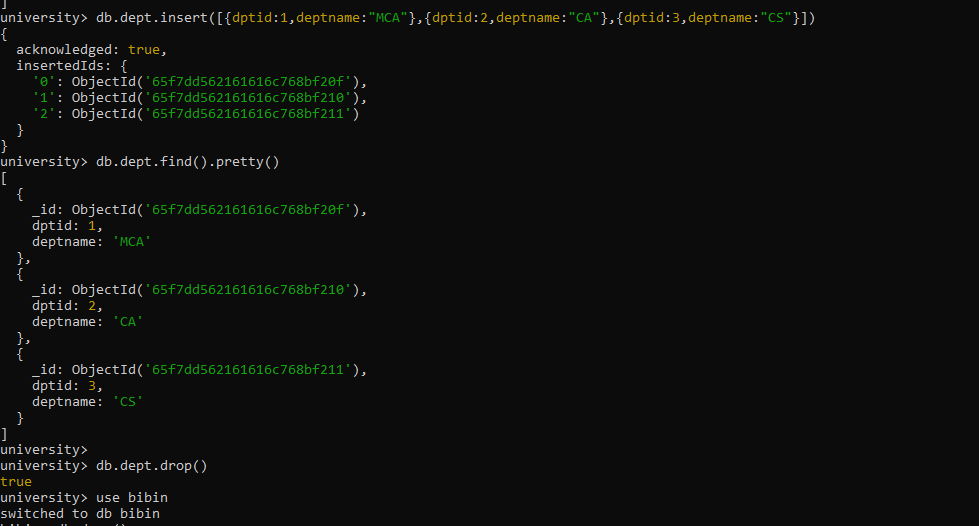 ]
university> db.dept.insert([{dptid:1,deptname:"MCA"},{dptid:2,deptname:"CA"},{dptid:3,deptname:"CS"}])
{
  acknowledged: true,
  insertedIds: {
    '0': ObjectId('65f7dd562161616c768bf20f'),
    '1': ObjectId('65f7dd562161616c768bf210'),
    '2': ObjectId('65f7dd562161616c768bf211')
  }
}
university> db.dept.find().pretty()
[
  {
    _id: ObjectId('65f7dd562161616c768bf20f'),
    dptid: 1,
    deptname: 'MCA'
  },
  {
    _id: ObjectId('65f7dd562161616c768bf210'),
    dptid: 2,
    deptname: 'CA'
  },
  {
    _id: ObjectId('65f7dd562161616c768bf211'),
    dptid: 3,
    deptname: 'CS'
  }
]
university>
university> db.dept.drop()
true
university> use bibin
switched to db bibin